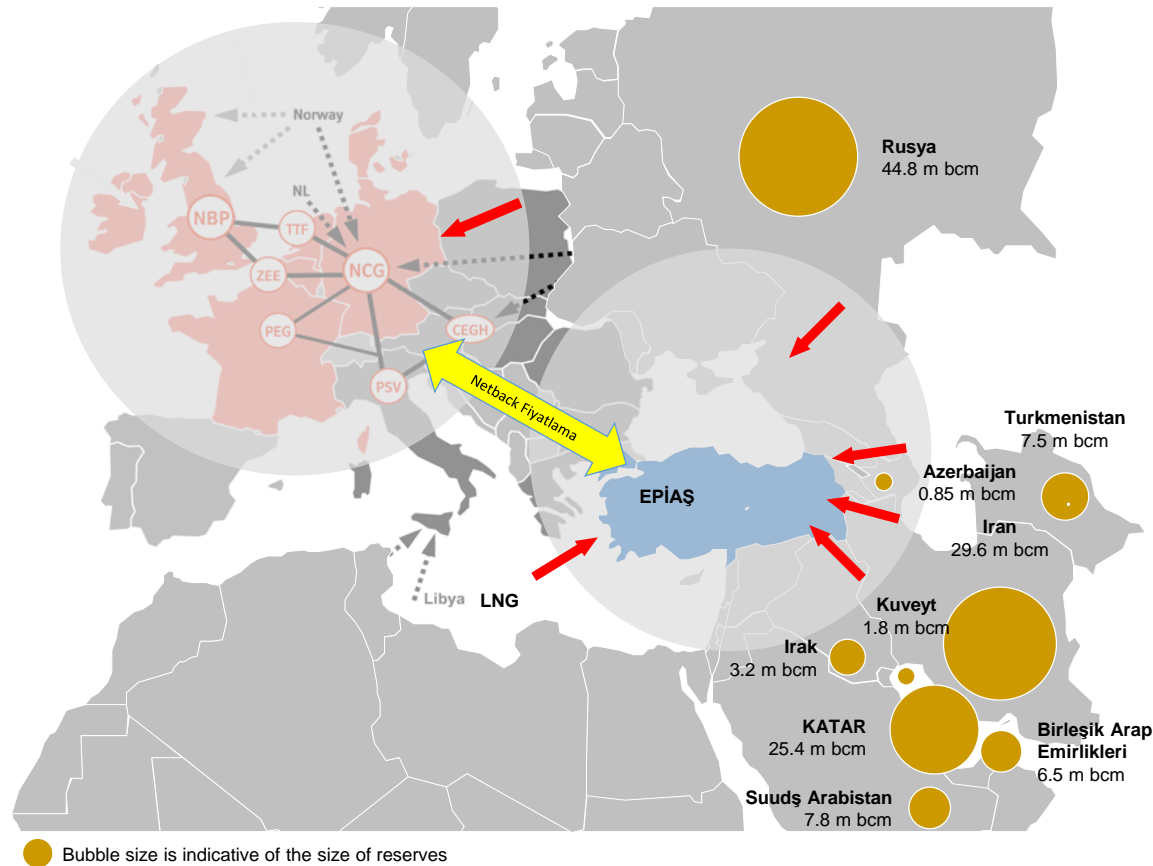 Norway
Rusya
44.8 m bcm
NL
NBP
TTF
ZEE
NCG
PEG
CEGH
PSV
Netback Fiyatlama
Turkmenistan
7.5 m bcm
Azerbaijan
0.85 m bcm
EPİAŞ
Iran
29.6 m bcm
Libya
LNG
Kuveyt
1.8 m bcm
Irak
3.2 m bcm
KATAR
25.4 m bcm
Birleşik Arap
Emirlikleri
6.5 m bcm
Suudş Arabistan
7.8 m bcm
Bubble size is indicative of the size of reserves